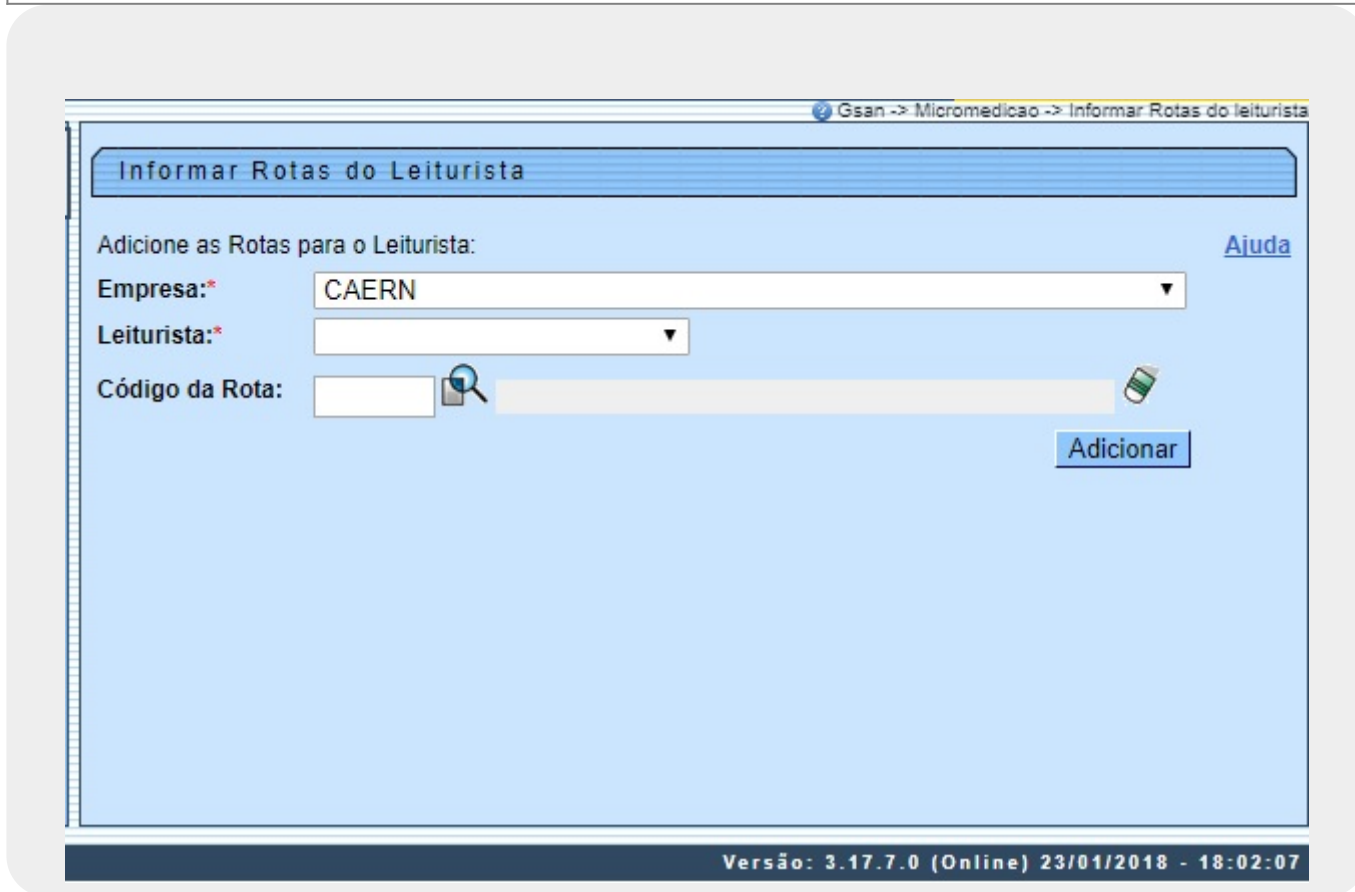 Gsan -> Micromedicao -> Informar Rotas do leiturista
Informar Rotas do Leiturista
Adicione as Rotas para o Leiturista: Ajuda
Empresa:* CAERN
Leiturista:*
Código da Rota:
Adicionar
Versão: 3.17.7.0 (Online) 23/01/2018 - 18:02:07